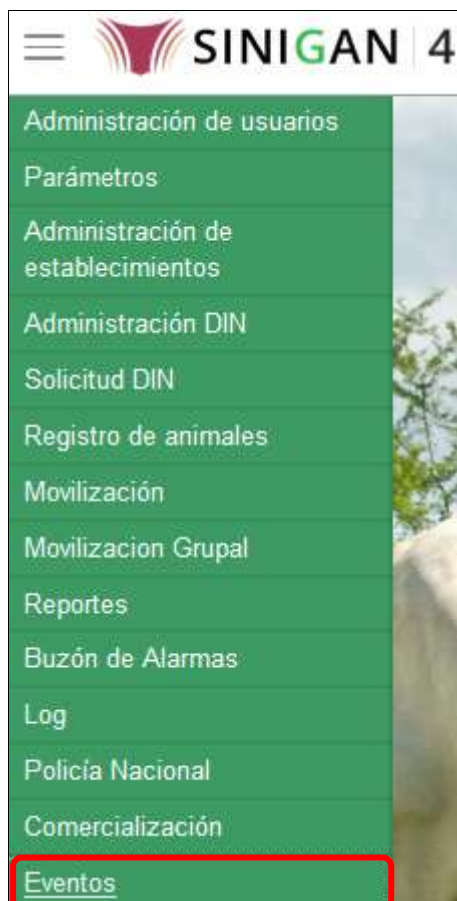 SINIGAN 4
Administración de usuarios
Parámetros
Administración de
establecimientos
Administración DIN
Solicitud DIN
Registro de animales
Movilización
Movilizacion Grupal
Reportes
Buzón de Alarmas
Log
Policía Nacional
Comercialización
Eventos